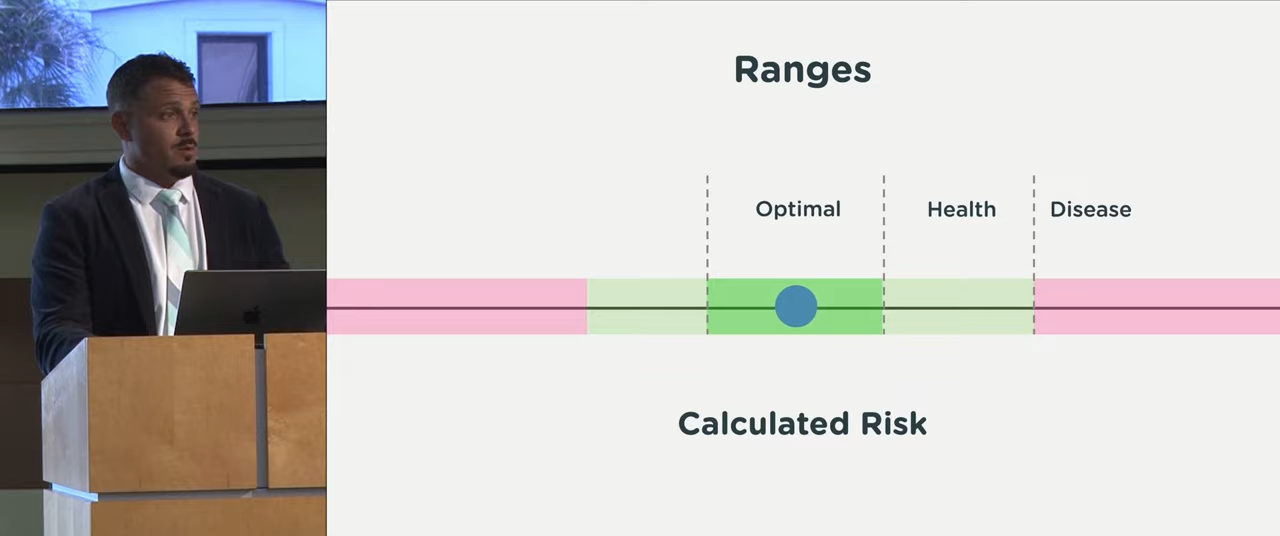 Ranges
Optimal
Health
Disease
Calculated Risk